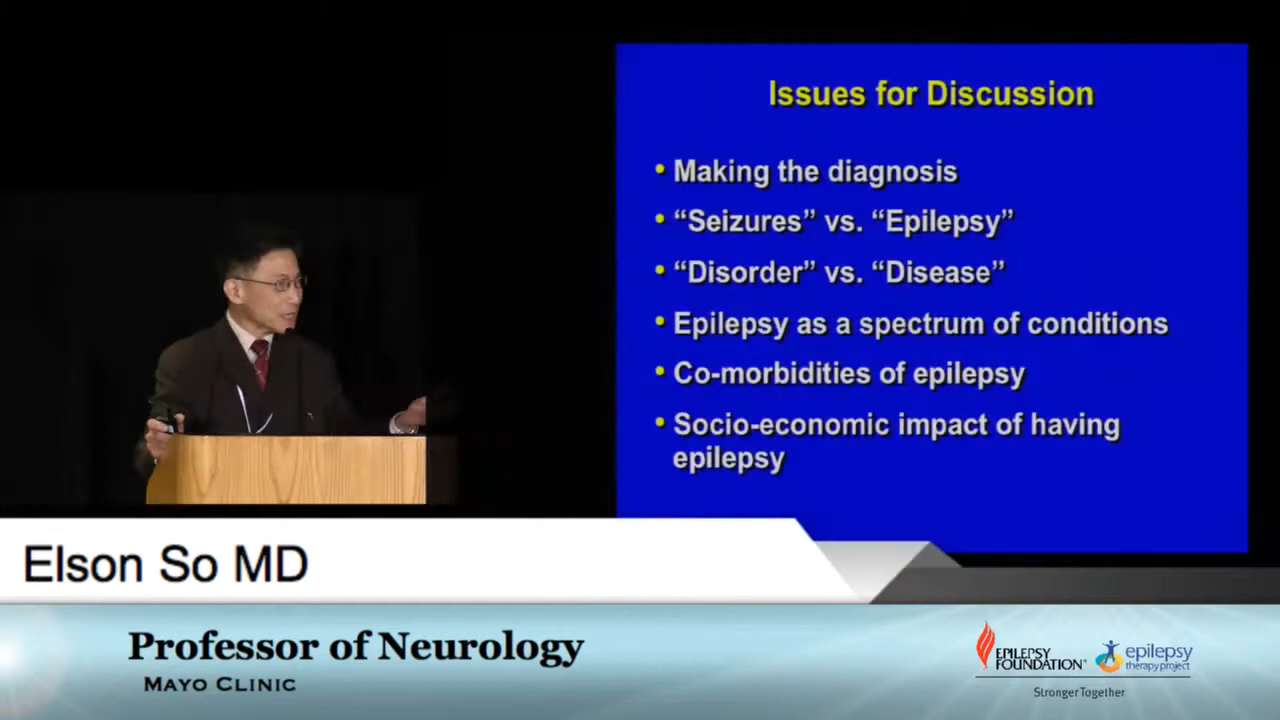 Issues for Discussion
• Making the diagnosis
• “Seizures” vs. “Epilepsy”
• “Disorder” vs. “Disease”
• Epilepsy as a spectrum of conditions
• Co-morbidities of epilepsy
• Socio-economic impact of having
epilepsy
Elson So MD
Professor of Neurology
Mayo Clinic
EPILEPSY
FOUNDATION™
epilepsy
therapy project
Stronger Together